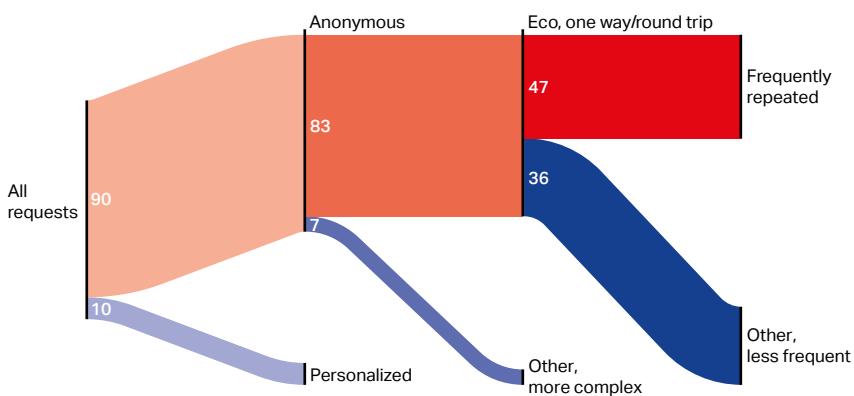 Anonymous
Eco, one way/round trip
47
Frequently
repeated
83
36
All
requests
90
7
10
Personalized
Other,
more complex
Other,
less frequent